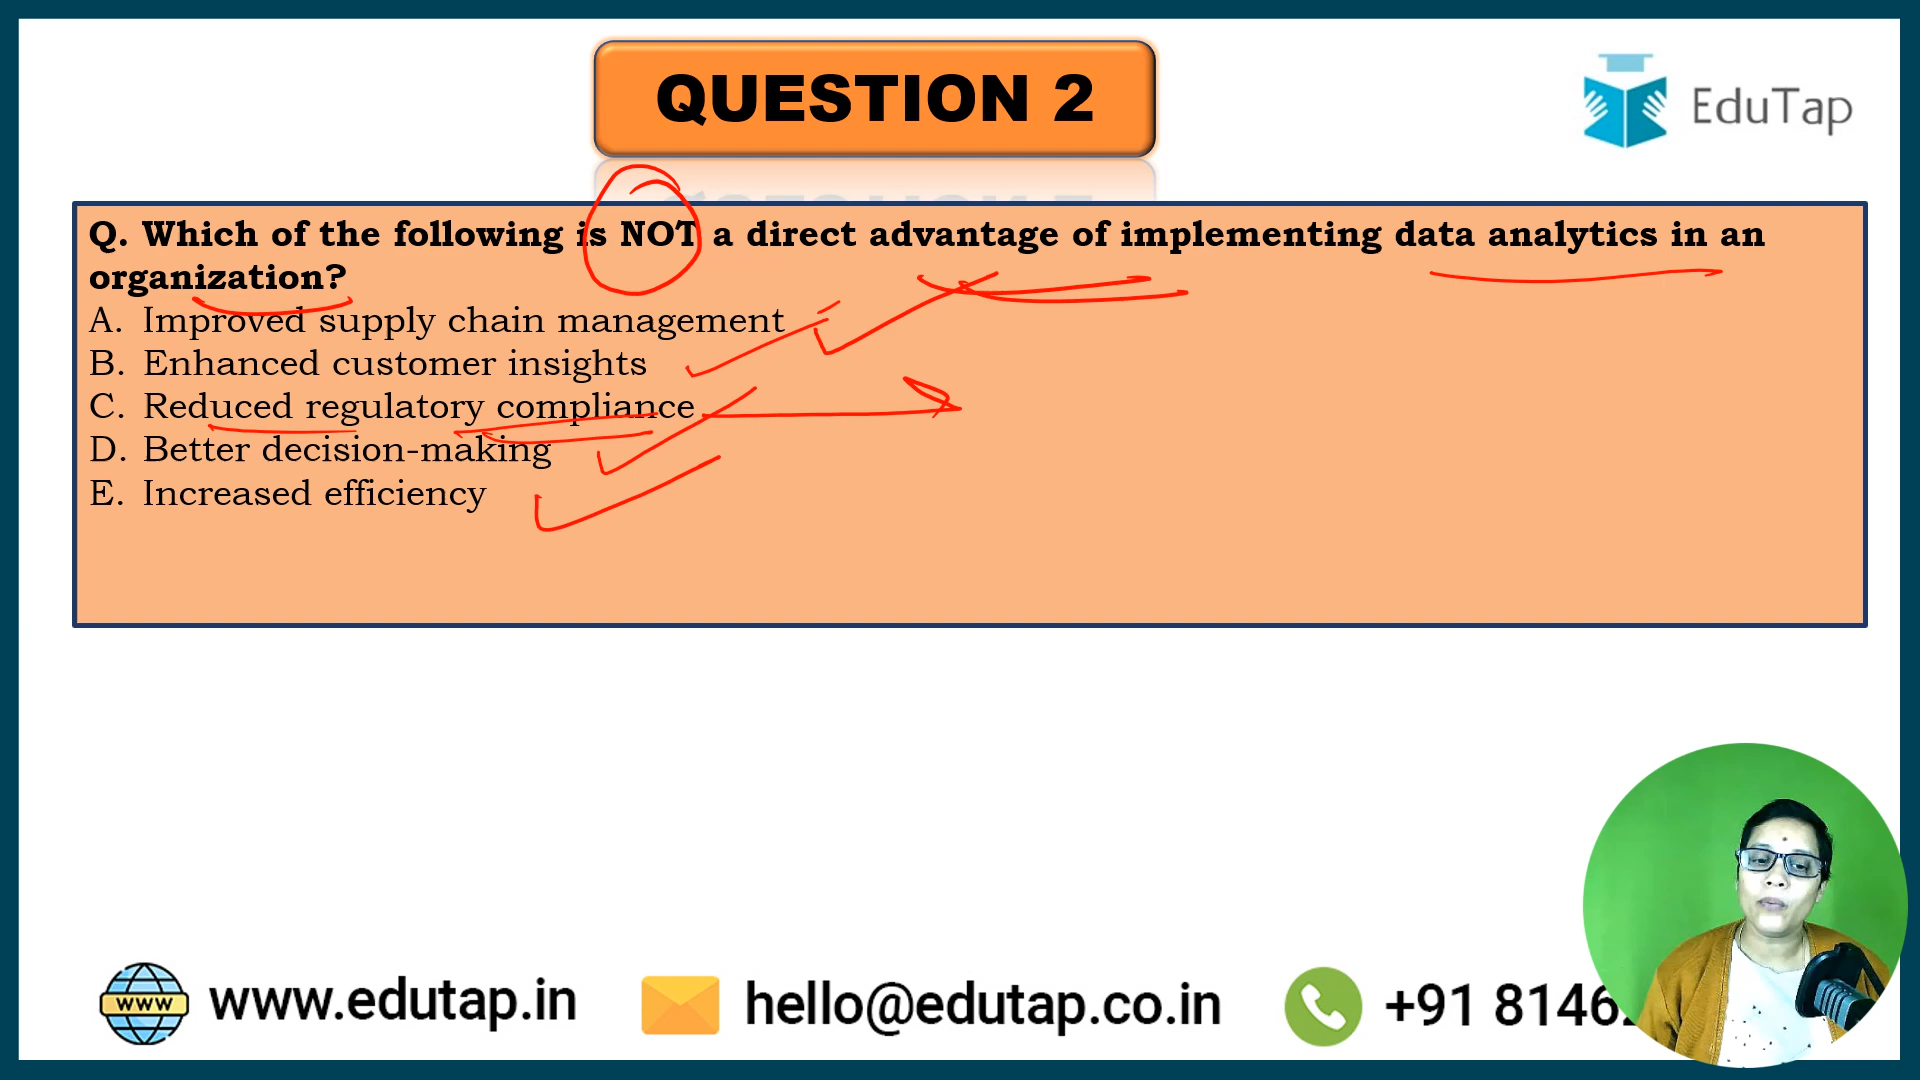 QUESTION 2
EduTap
Q. Which of the following is NOT a direct advantage of implementing data analytics in an
organization?
A. Improved supply chain management
B. Enhanced customer insights
C. Reduced regulatory compliance
D. Better decision-making
E. Increased efficiency
www www.edutap.in
hello@edutap.co.in
+91 8146